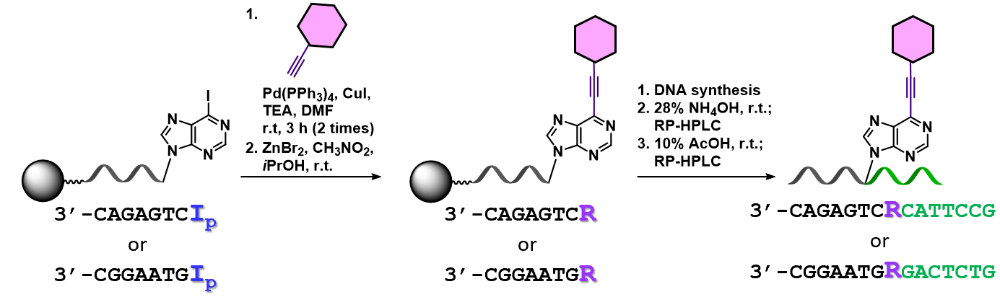 1.
Pd(PPh3)4, CuI,
TEA, DMF
r.t, 3 h (2 times)
2. ZnBr2, CH3NO2,
iPrOH, r.t.
I
N
N
N
N
3′-CAGAGTCIp
or
3′-CGGAATGIp
N
N
N
N
3′-CAGAGTCR
or
3′-CGGAATGR
1. DNA synthesis
2. 28% NH4OH, r.t.;
RP-HPLC
3. 10% AcOH, r.t.;
RP-HPLC
N
N
N
N
3′-CAGAGTCRCATTCCG
or
3′-CGGAATGRGACTCTG